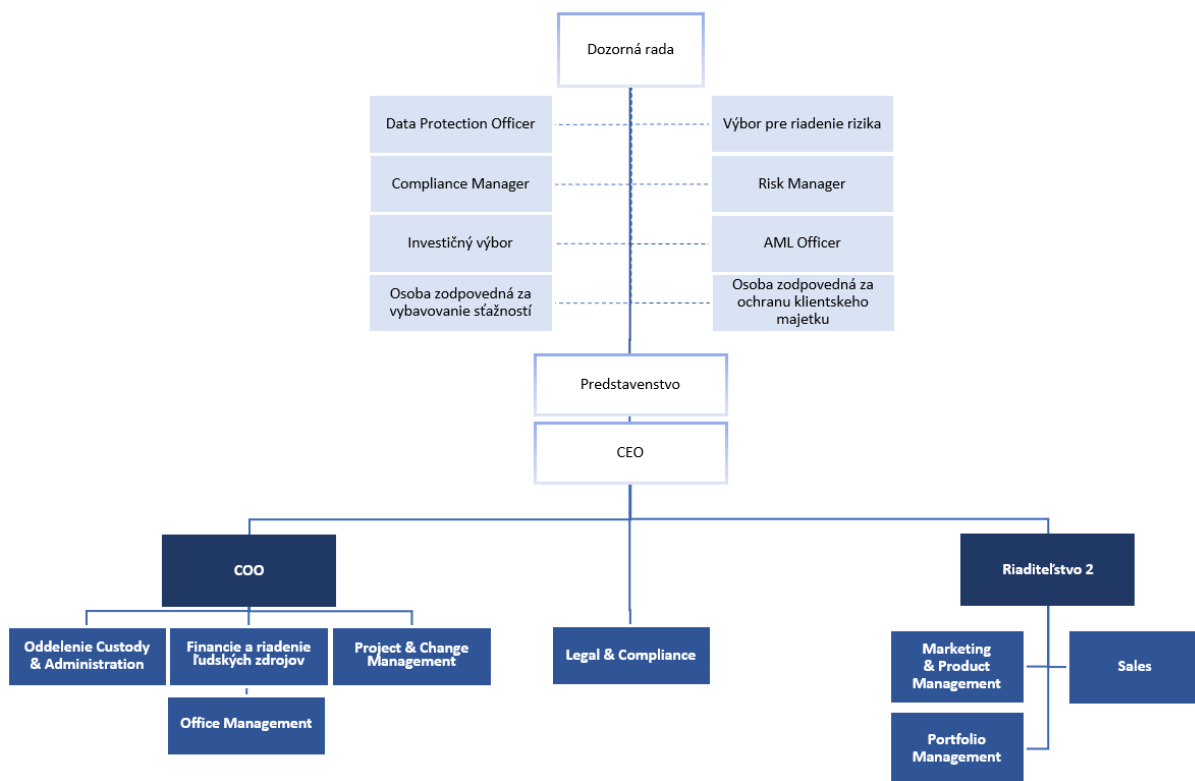 Dozorná rada
Data Protection Officer
Výbor pre riadenie rizika
Compliance Manager
Risk Manager
Investičný výbor
AML Officer
Osoba zodpovedná za
vybavovanie sťažností
Osoba zodpovedná za
ochranu klientskeho
majetku
Predstavenstvo
CEO
COO
Riaditeľstvo 2
Oddelenie Custody
& Administration
Financie a riadenie
ľudských zdrojov
Project & Change
Management
Legal & Compliance
Marketing
& Product
Management
Sales
Office Management
Portfolio
Management